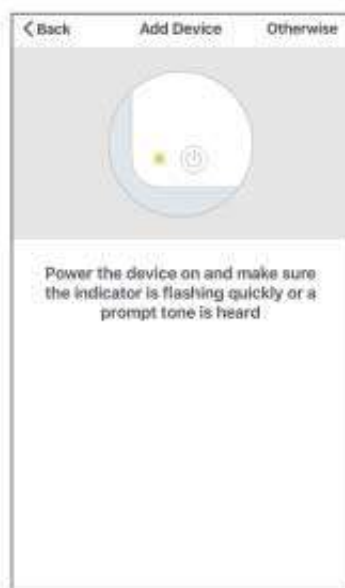 < Back Add Device Otherwise
Power the device on and make sure
the indicator is flashing quickly or a
prompt tone is heard